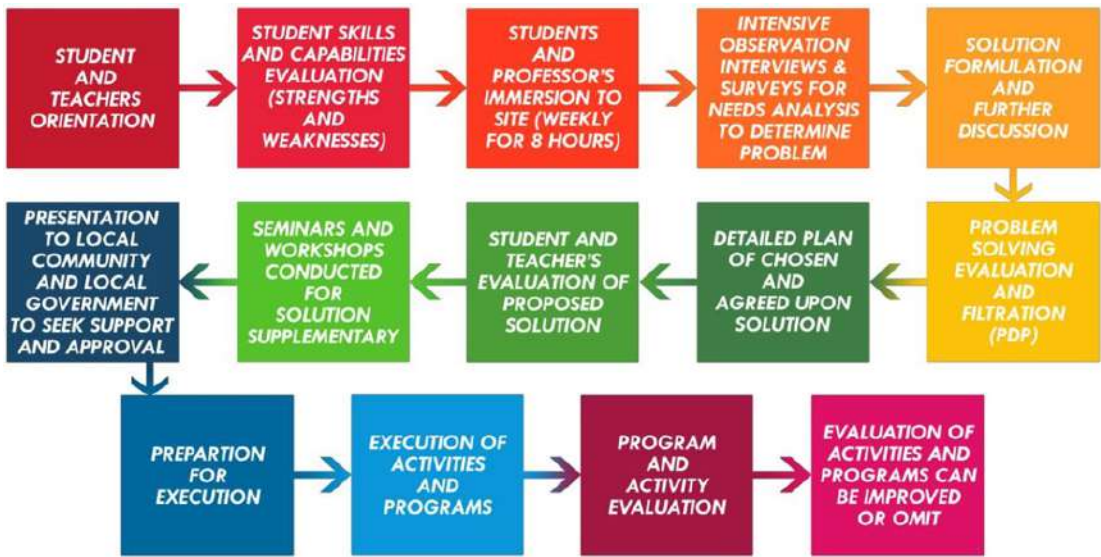 STUDENT
AND
TEACHERS
ORIENTATION
STUDENT SKILLS
AND CAPABILITIES
EVALUATION
(STRENGTHS
AND
WEAKNESSES)
STUDENTS
AND
PROFESSOR'S
IMMERSION TO
SITE (WEEKLY
FOR 8 HOURS)
INTENSIVE
OBSERVATION
INTERVIEWS &
SURVEYS FOR
NEEDS ANALYSIS
TO DETERMINE
PROBLEM
SOLUTION
FORMULATION
AND
FURTHER
DISCUSSION
PROBLEM
SOLVING
EVALUATION
AND
FILTRATION
(PDP)
DETAILED PLAN
OF CHOSEN
AND
AGREED UPON
SOLUTION
STUDENT AND
TEACHER'S
EVALUATION OF
PROPOSED
SOLUTION
SEMINARS AND
WORKSHOPS
CONDUCTED
FOR
SOLUTION
SUPPLEMENTARY
PRESENTATION
TO LOCAL
COMMUNITY
AND LOCAL
GOVERNMENT
TO SEEK SUPPORT
AND APPROVAL
PREPARTION
FOR
EXECUTION
EXECUTION OF
ACTIVITIES
AND
PROGRAMS
PROGRAM
AND
ACTIVITY
EVALUATION
EVALUATION OF
ACTIVITIES AND
PROGRAMS CAN
BE IMPROVED
OR OMIT